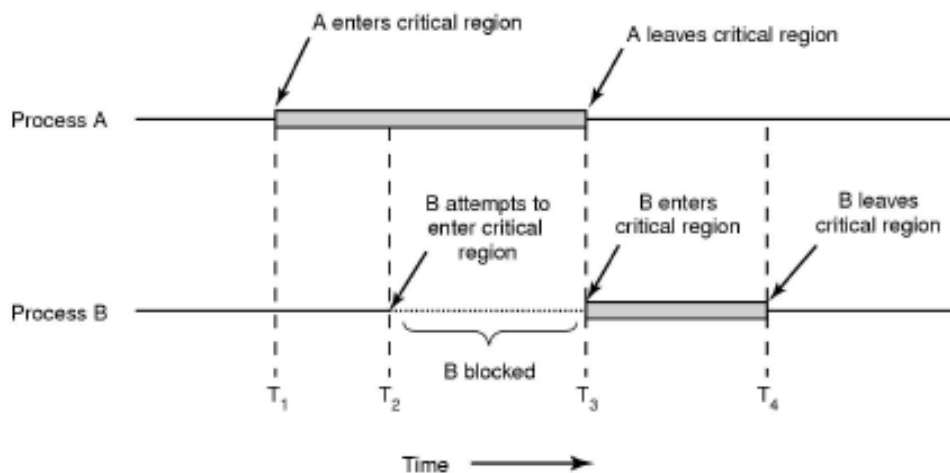 A enters critical region
A leaves critical region
Process A
B attempts to
enter critical
region
B enters
critical region
B leaves
critical region
Process B
B blocked
T1
T2
T3
T4
Time